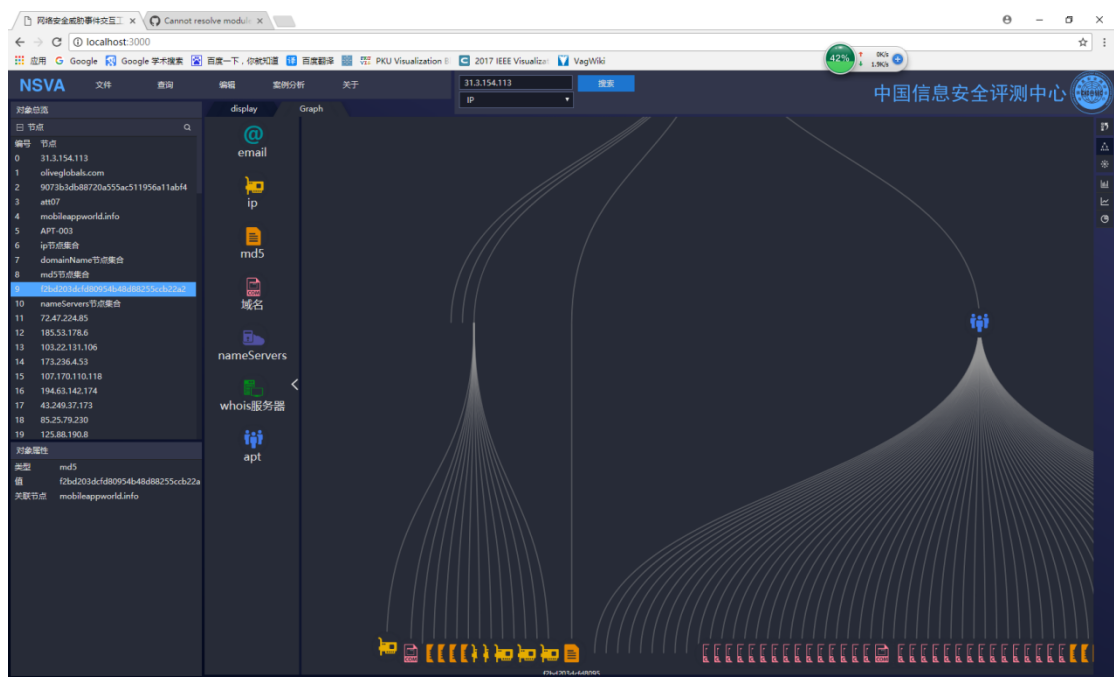 网络安全威胁事件交互工
Cannot resolve modul
localhost:3000
应用 Google Google 学术搜索 百度一下，你就知道 百度翻译 PKU Visualization B 2017 IEEE Visualizat VagWiki
42% 0K/s
1.9K/s
NSVA 文件 查询 编辑 案例分析 关于 31.3.154.113 搜索
IP
中国信息安全评测中心
对象总览 display Graph
节点
编号 节点
0 31.3.154.113
1 oliveglobals.com
2 9073b3db88720a555ac511956a11abf4
3 att07
4 mobileappworld.info
5 APT-003
6 ip节点集合
7 domainName节点集合
8 md5节点集合
9 f2bd203dcfd80954b48d88255ccb22a2
10 nameServers节点集合
11 72.47.224.85
12 185.53.178.6
13 103.22.131.106
14 173.236.4.53
15 107.170.110.118
16 194.63.142.174
17 43.249.37.173
18 85.25.79.230
19 125.88.190.8
对象属性
类型 md5
值 f2bd203dcfd80954b48d88255ccb22a
关联节点 mobileappworld.info
email
ip
md5
域名
nameServers
whois服务器
apt